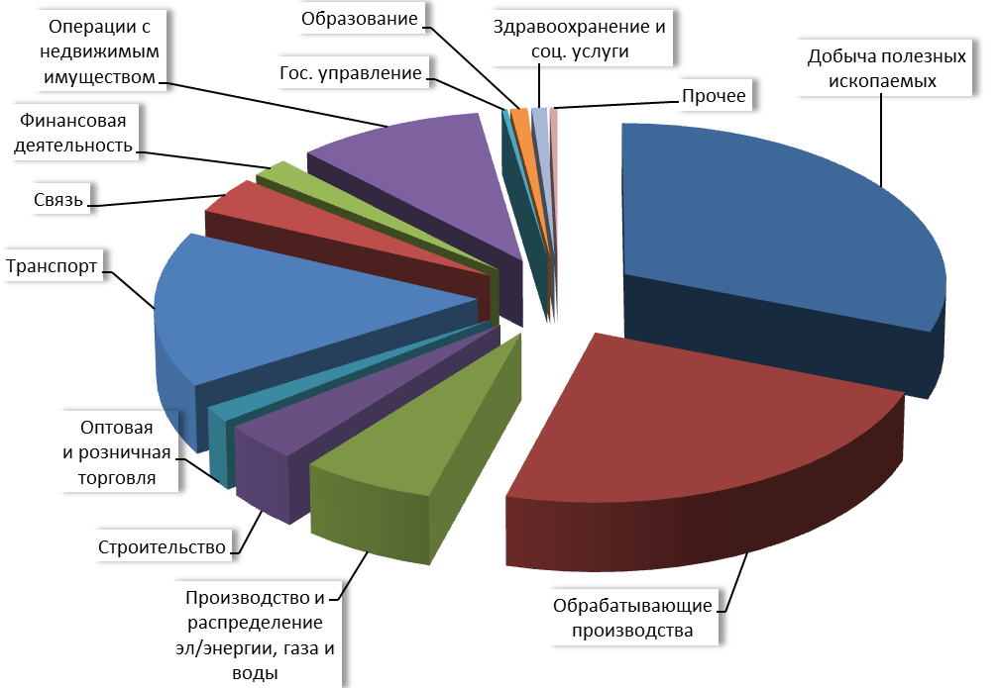 Операции с
недвижимым
имуществом
Образование
Здравоохранение и
соц. услуги
Добыча полезных
ископаемых
Гос. управление
Прочее
Финансовая
деятельность
Связь
Транспорт
Оптовая
и розничная
торговля
Строительство
Производство и
распределение
эл/энергии, газа и
воды
Обрабатывающие
производства